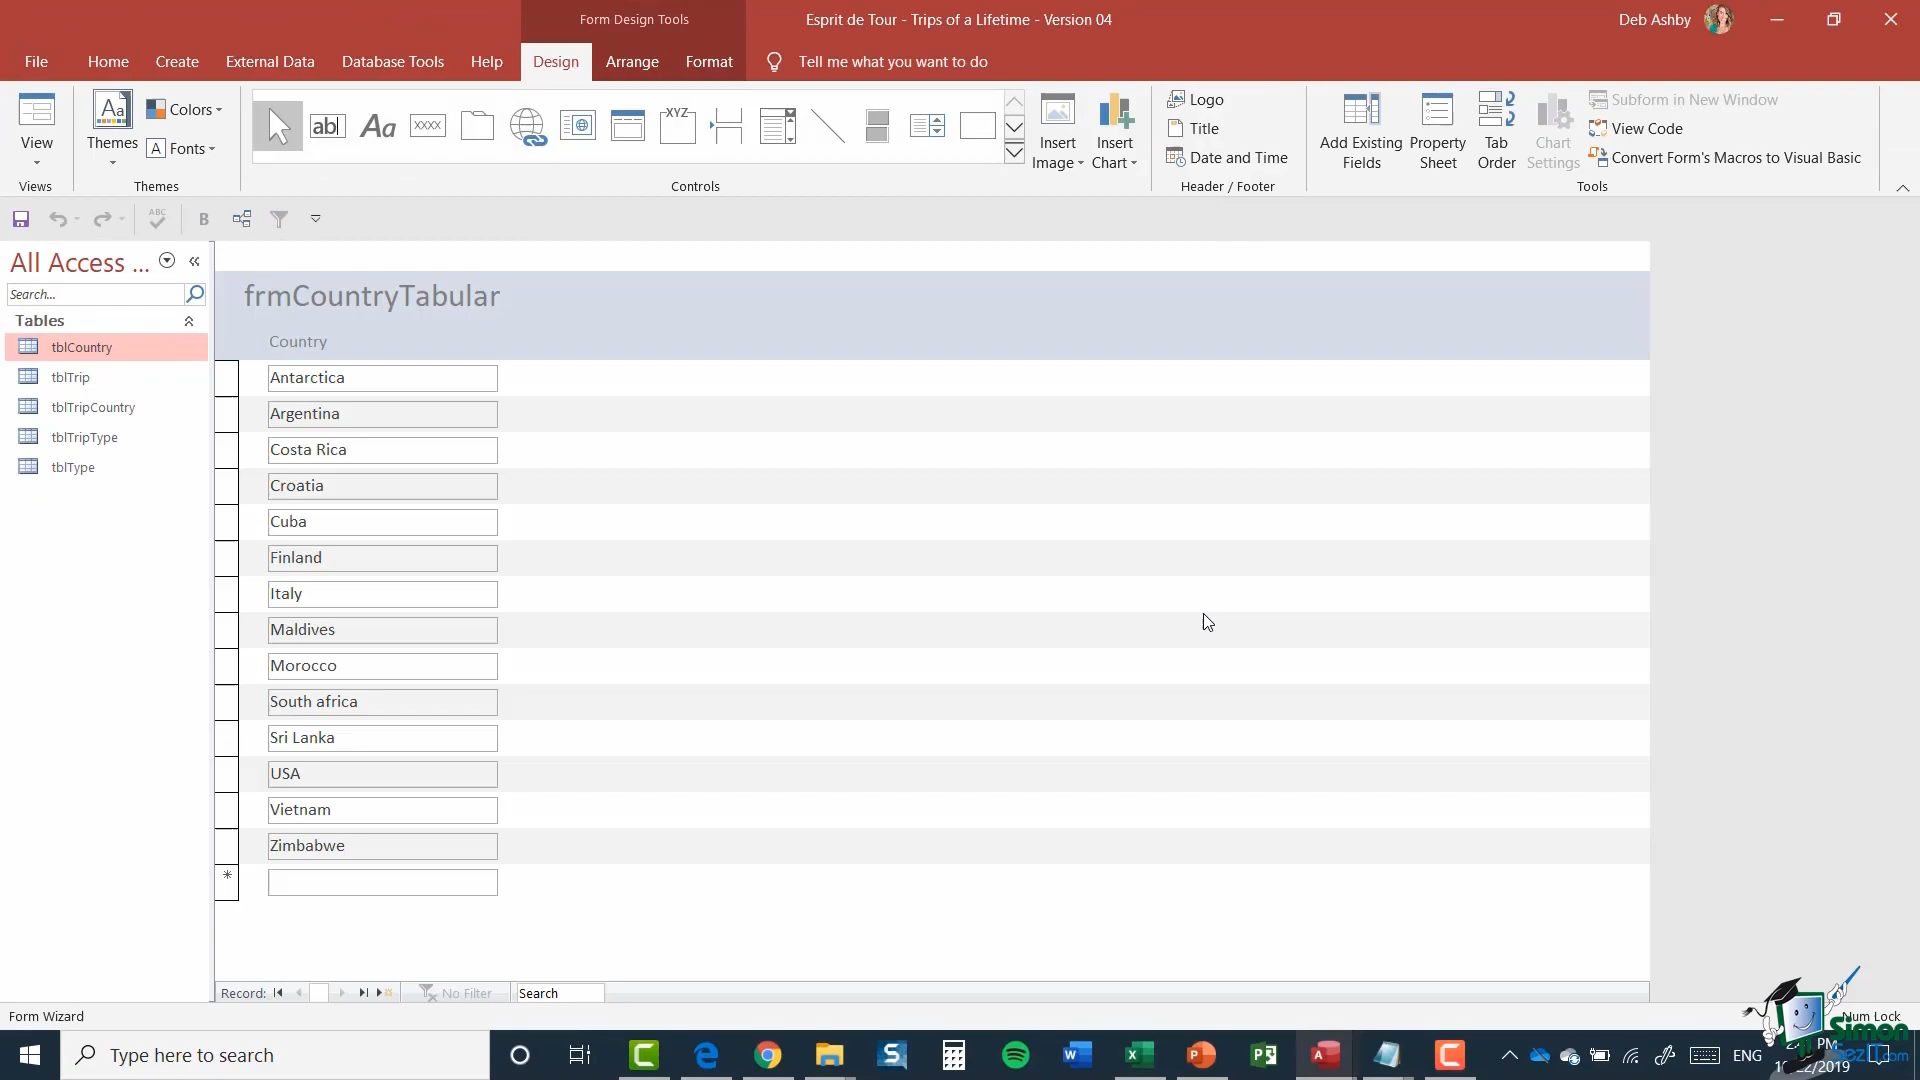 Form Design Tools
Esprit de Tour - Trips of a Lifetime - Version 04
Deb Ashby
File
Home
Create
External Data
Database Tools
Help
Design
Arrange
Format
Tell me what you want to do
View
Themes
Colors
Fonts
Aa
ab|
Aa
XXXX
XYZ
Insert
Image
Insert
Chart
Logo
Title
Date and Time
Add Existing
Fields
Property
Sheet
Tab
Order
Chart
Settings
Subform in New Window
View Code
Convert Form's Macros to Visual Basic
Views
Themes
Controls
Header / Footer
Tools
ABC
B
All Access ...
Search...
Tables
tblCountry
tblTrip
tblTripCountry
tblTripType
tblType
frmCountryTabular
Country
Antarctica
Argentina
Costa Rica
Croatia
Cuba
Finland
Italy
Maldives
Morocco
South africa
Sri Lanka
USA
Vietnam
Zimbabwe
Record:
No Filter
Search
Form Wizard
Num Lock
Type here to search
ENG
PM
Simon
SezIT.com